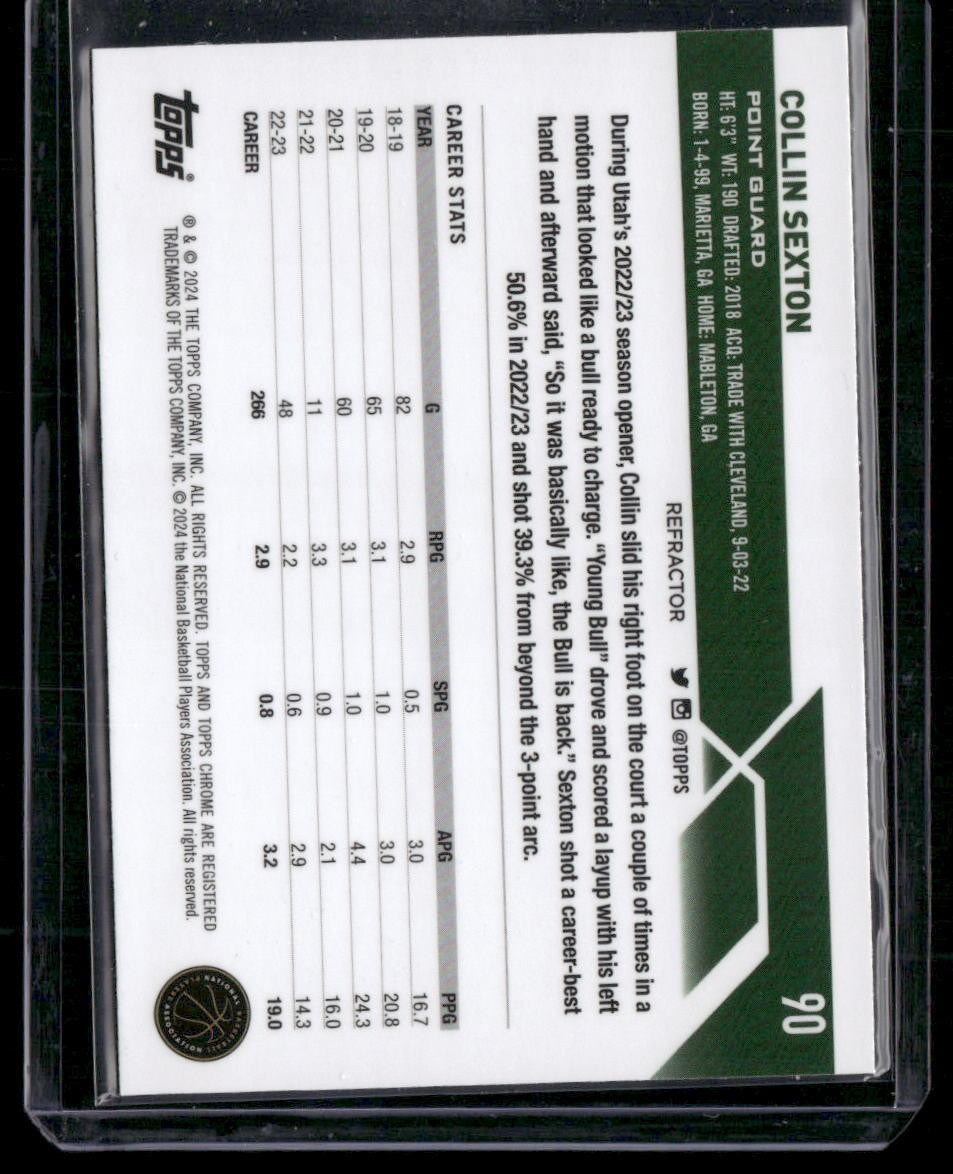 COLLIN SEXTON
90
POINT GUARD
HT: 6'3" WT: 190 DRAFTED: 2018 ACQ: TRADE WITH CLEVELAND, 9-03-22
BORN: 1-4-99, MARIETTA, GA HOME: MABLETON, GA
REFRACTOR @TOPPS
During Utah's 2022/23 season opener, Collin slid his right foot on the court a couple of times in a
motion that looked like a bull ready to charge. "Young Bull" drove and scored a layup with his left
hand and afterward said, "So it was basically like, the Bull is back." Sexton shot a career-best
50.6% in 2022/23 and shot 39.3% from beyond the 3-point arc.
CAREER STATS
YEAR G RPG SPG APG PPG
18-19 82 2.9 0.5 3.0 16.7
19-20 65 3.1 1.0 3.0 20.8
20-21 60 3.1 1.0 4.4 24.3
21-22 11 3.3 0.9 2.1 16.0
22-23 48 2.2 0.6 2.9 14.3
CAREER 266 2.9 0.8 3.2 19.0
Topps®
® & © 2024 THE TOPPS COMPANY, INC. ALL RIGHTS RESERVED. TOPPS AND TOPPS CHROME ARE REGISTERED
TRADEMARKS OF THE TOPPS COMPANY, INC. © 2024 the National Basketball Players Association. All rights reserved.
NATIONAL BASKETBALL PLAYERS ASSOCIATION